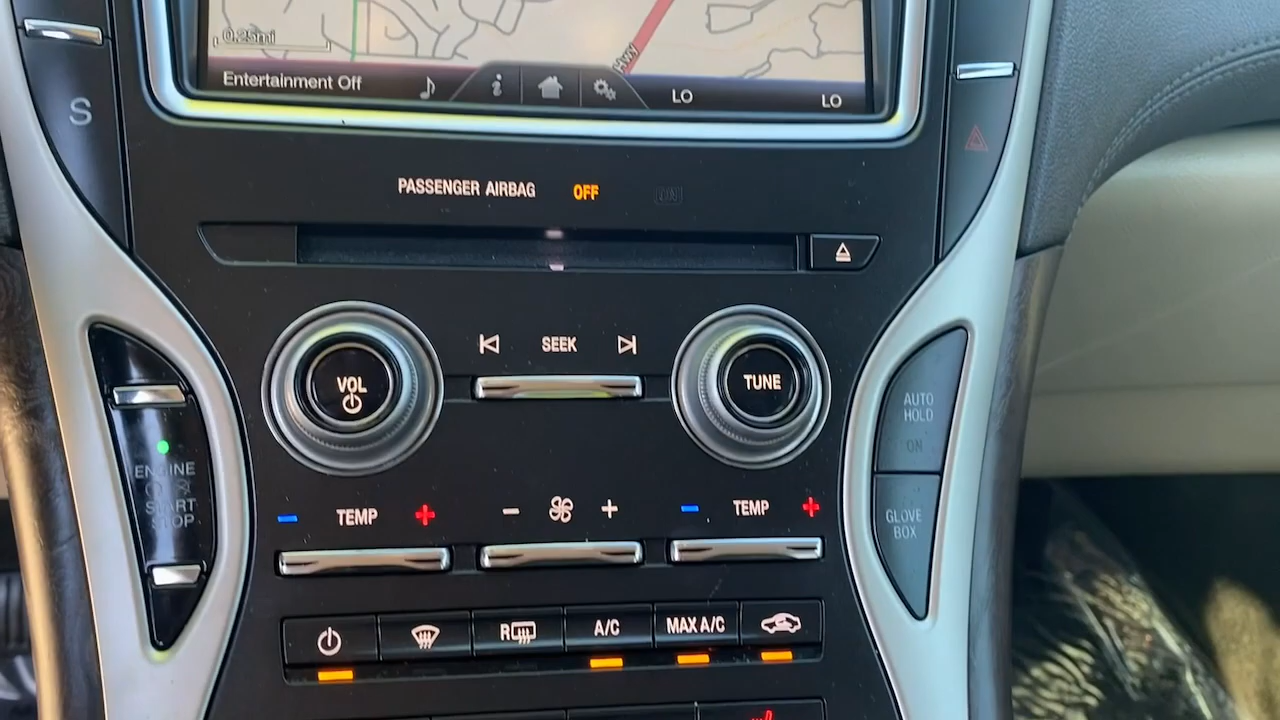 0.25mi
Hwy
Entertainment Off
LO
LO
S
PASSENGER AIRBAG OFF ON
SEEK
VOL
TUNE
AUTO
HOLD
ON
ENGINE
START
STOP
- TEMP +
- +
- TEMP +
GLOVE
BOX
R
A/C
MAX A/C